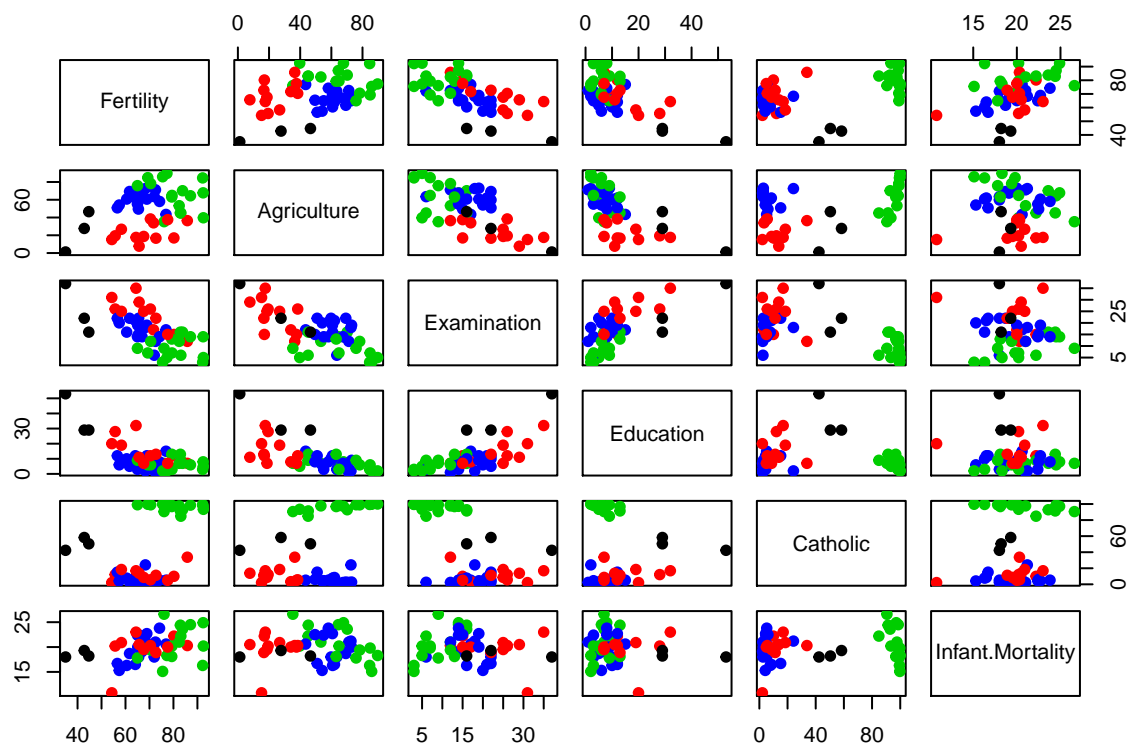 0 40 80
0 20 40
15 20 25
Fertility
40 80
0 60
Agriculture
Examination
5 25
0 30
Education
Catholic
0 60
15 25
Infant.Mortality
40 60 80
5 15 30
0 40 80